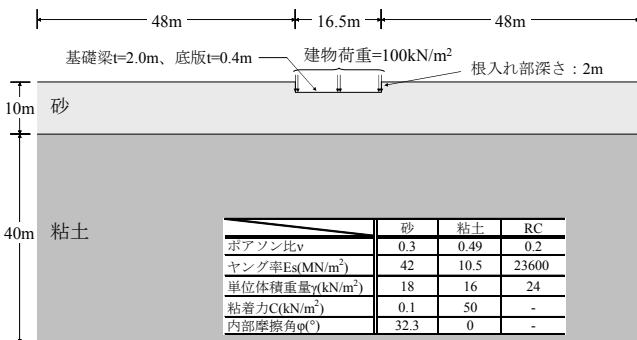 48m 16.5m 48m
基礎梁t=2.0m、底版t=0.4m
建物荷重=100kN/m²
根入れ部深さ：2m
10m 砂
40m 粘土
砂 粘土 RC
ポアソン比ν 0.3 0.49 0.2
ヤング率Es(MN/m²) 42 10.5 23600
単位体積重量γ(kN/m²) 18 16 24
粘着力C(kN/m²) 0.1 50 -
内部摩擦角φ(°) 32.3 0 -